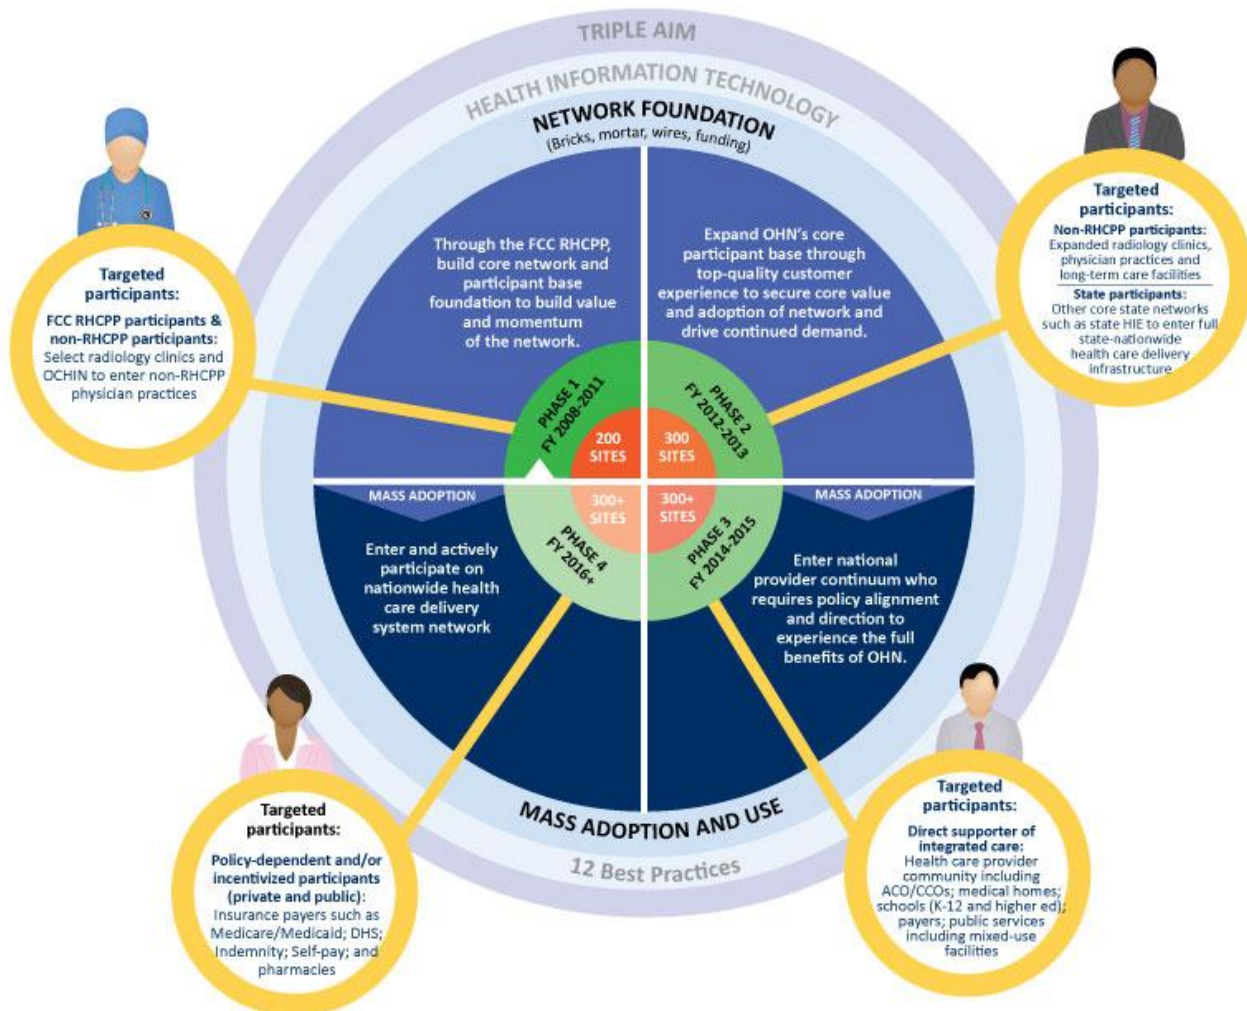 TRIPLE AIM
HEALTH INFORMATION TECHNOLOGY
NETWORK FOUNDATION
(Bricks, mortar, wires, funding)
Through the FCC RHCPP,
build core network and
participant base
foundation to build value
and momentum
of the network.
Expand OHN's core
participant base through
top-quality customer
experience to secure core value
and adoption of network and
drive continued demand.
Targeted
participants:
FCC RHCPP participants &
non-RHCPP participants:
Select radiology clinics and
OCHIN to enter non-RHCPP
physician practices
Targeted
participants:
Non-RHCPP participants:
Expanded radiology clinics,
physician practices and
long-term care facilities
State participants:
Other core state networks
such as state HIE to enter full
state-nationwide
health care delivery
infrastructure
PHASE 1
FY 2008-2011
200
SITES
PHASE 2
FY 2012-2013
300
SITES
MASS ADOPTION
Enter and actively
participate on
nationwide health
care delivery
system network
PHASE 4
FY 2016+
300+
SITES
PHASE 3
FY 2014-2015
300+
SITES
MASS ADOPTION
Enter national
provider continuum who
requires policy alignment
and direction to
experience the full
benefits of OHN.
MASS ADOPTION AND USE
12 Best Practices
Targeted
participants:
Policy-dependent and/or
incentivized participants
(private and public):
Insurance payers such as
Medicare/Medicaid; DHS;
Indemnity; Self-pay; and
pharmacies
Targeted
participants:
Direct supporter of
integrated care:
Health care provider
community including
ACO/CCOs; medical homes;
schools (K-12 and higher ed);
payers; public services
including mixed-use
facilities